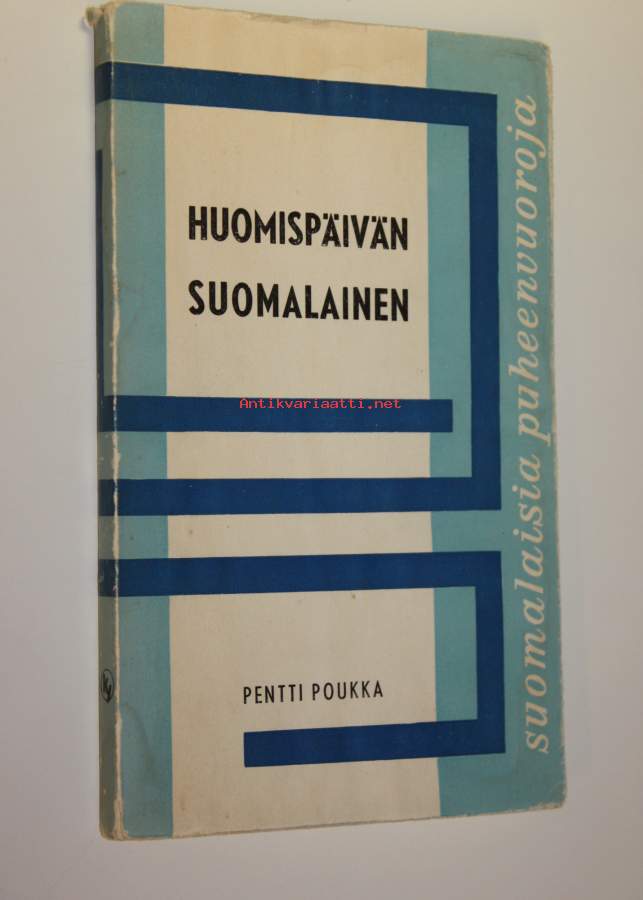 HUOMISPÄIVÄN
SUOMALAINEN
Antikvariaatti.net
PENTTI POUKKA
suomalaisia puheenvuoroja